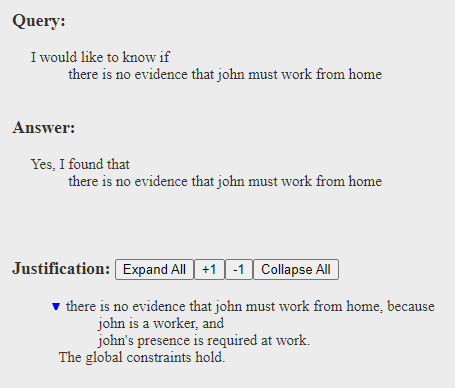 Query:
I would like to know if
there is no evidence that john must work from home
Answer:
Yes, I found that
there is no evidence that john must work from home
Justification: Expand All +1 -1 Collapse All
▼ there is no evidence that john must work from home, because
john is a worker, and
john's presence is required at work.
The global constraints hold.